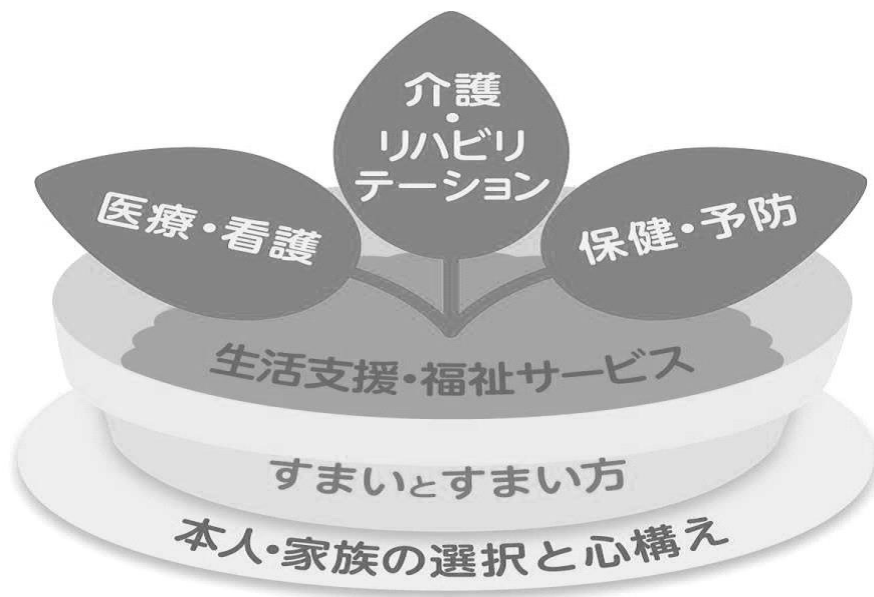 介護
・
リハビリ
テーション
医療・看護
保健・予防
生活支援・福祉サービス
すまいとすまい方
本人・家族の選択と心構え